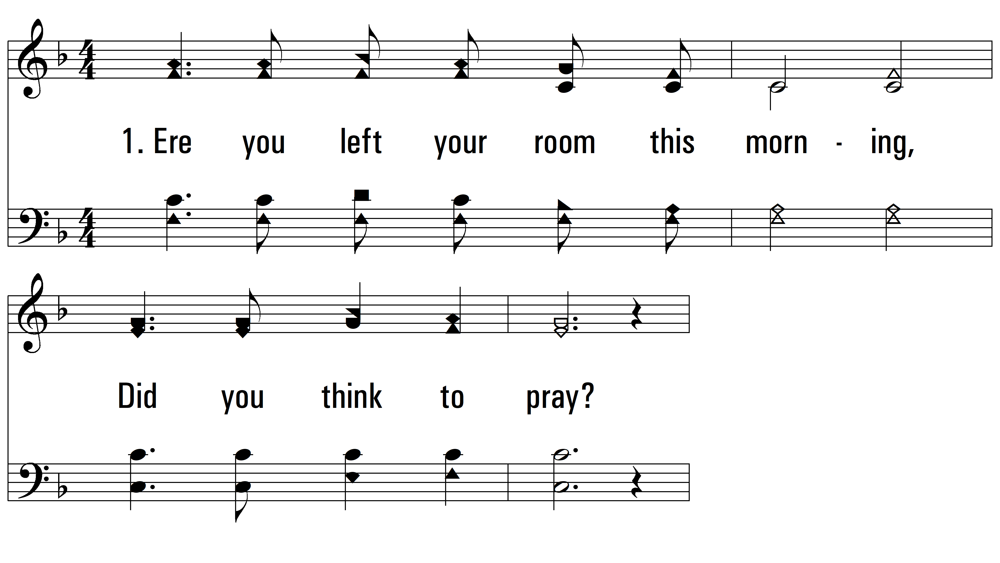 1. Ere you left your room this morn - ing,
Did you think to pray?